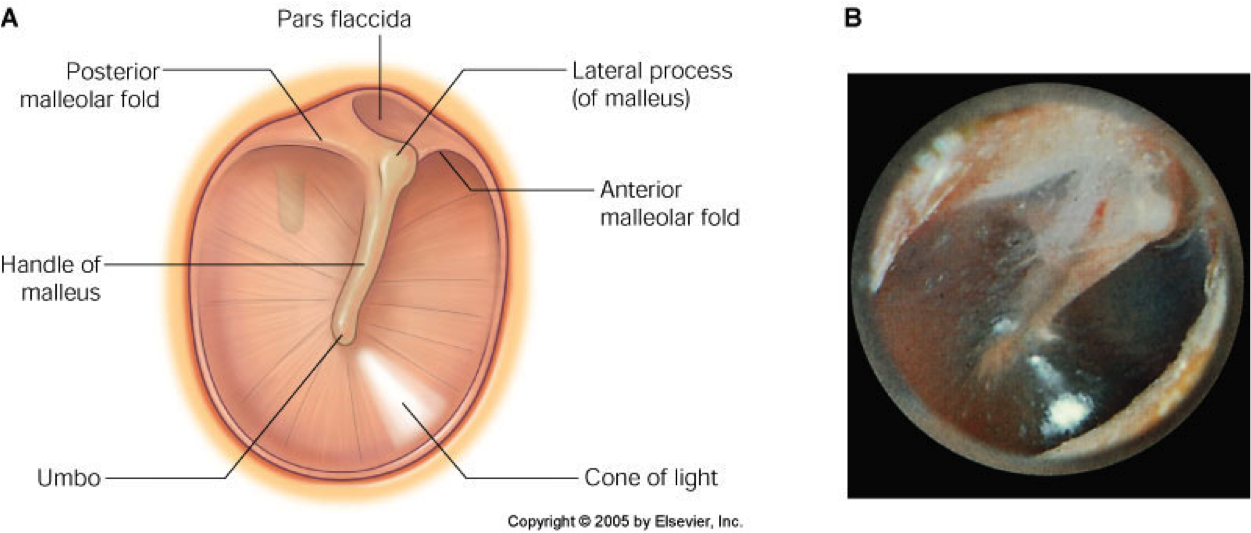 A
Pars flaccida
B
Posterior
malleolar fold
Lateral process
(of malleus)
Anterior
malleolar fold
Handle of
malleus
Umbo
Cone of light
Copyright © 2005 by Elsevier, Inc.